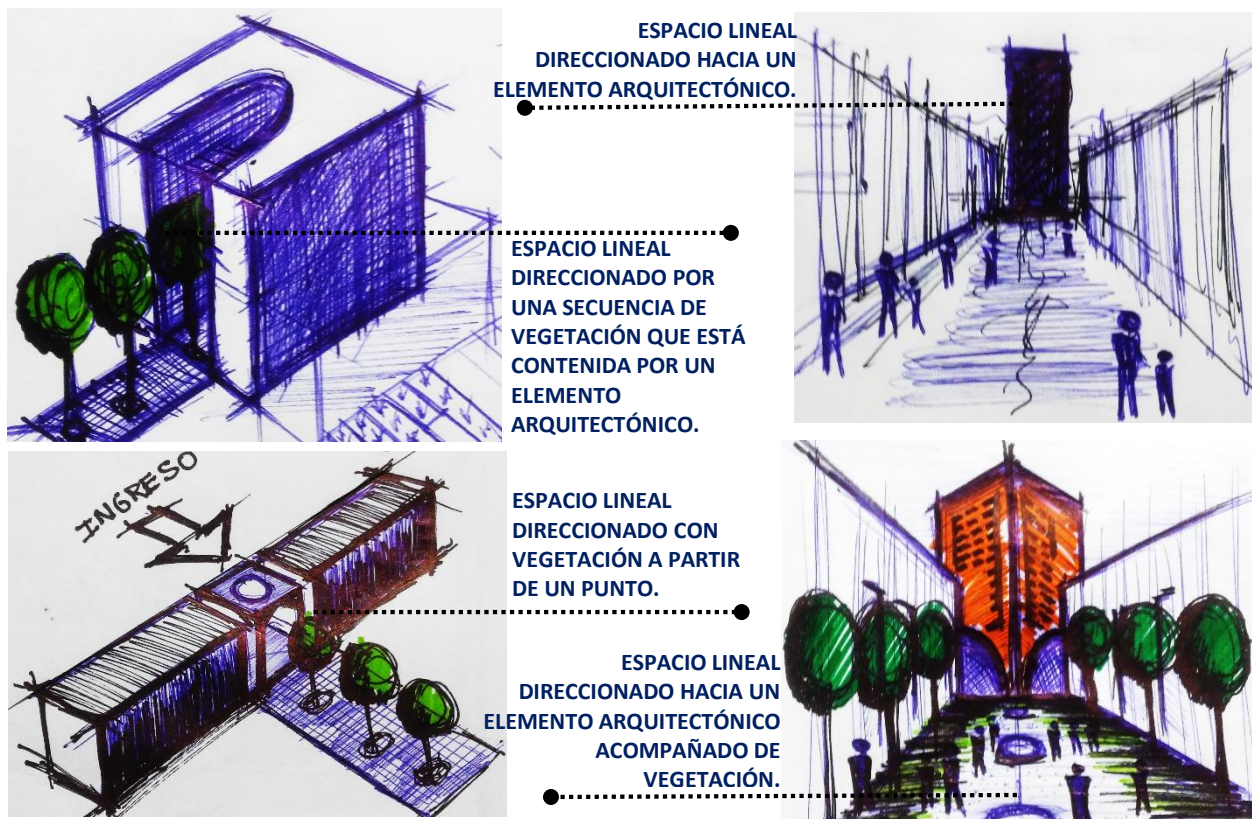 ESPACIO LINEAL
DIRECCIONADO HACIA UN
ELEMENTO ARQUITECTÓNICO.
ESPACIO LINEAL
DIRECCIONADO POR
UNA SECUENCIA DE
VEGETACIÓN QUE ESTÁ
CONTENIDA POR UN
ELEMENTO
ARQUITECTÓNICO.
INGRESO
ESPACIO LINEAL
DIRECCIONADO CON
VEGETACIÓN A PARTIR
DE UN PUNTO.
ESPACIO LINEAL
DIRECCIONADO HACIA UN
ELEMENTO ARQUITECTÓNICO
ACOMPAÑADO DE
VEGETACIÓN.